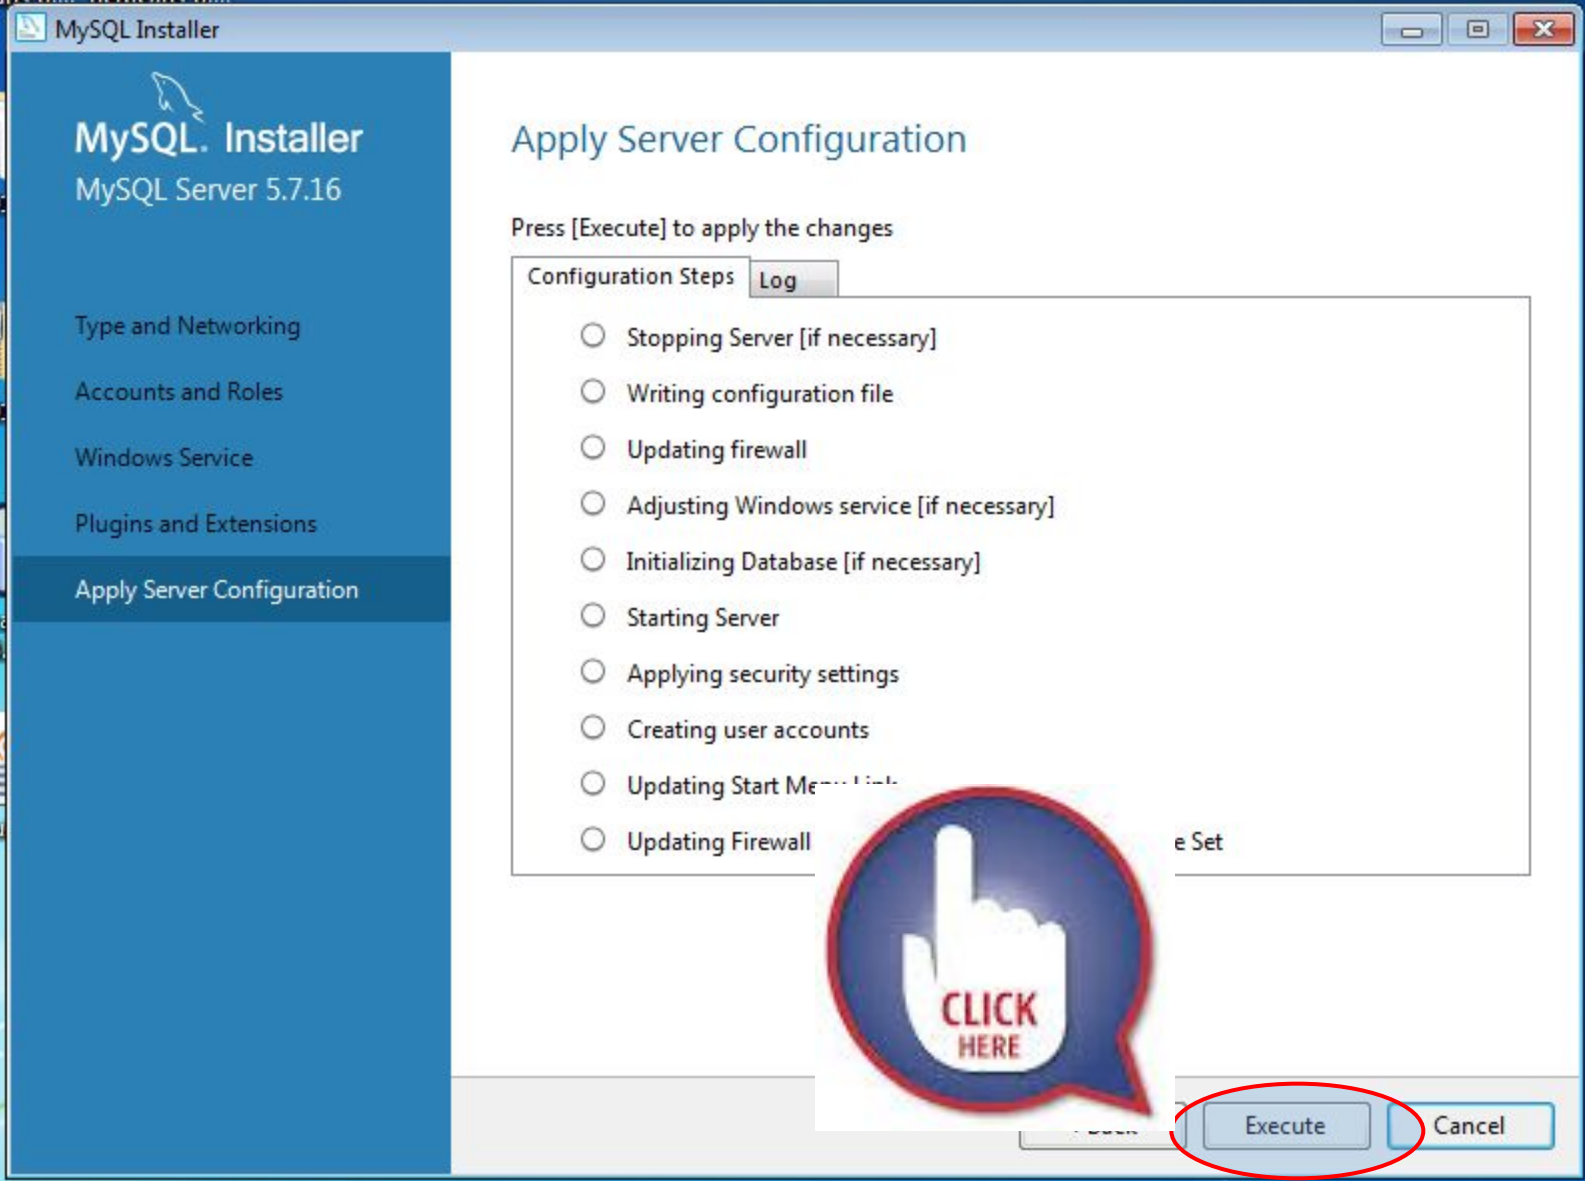 MySQL Installer
MySQL. Installer
MySQL Server 5.7.16
Type and Networking
Accounts and Roles
Windows Service
Plugins and Extensions
Apply Server Configuration
Apply Server Configuration
Press [Execute] to apply the changes
Configuration Steps
Log
Stopping Server [if necessary]
Writing configuration file
Updating firewall
Adjusting Windows service [if necessary]
Initializing Database [if necessary]
Starting Server
Applying security settings
Creating user accounts
Updating Start Menu Link
Updating Firewall e Set
CLICK
HERE
Execute
Cancel